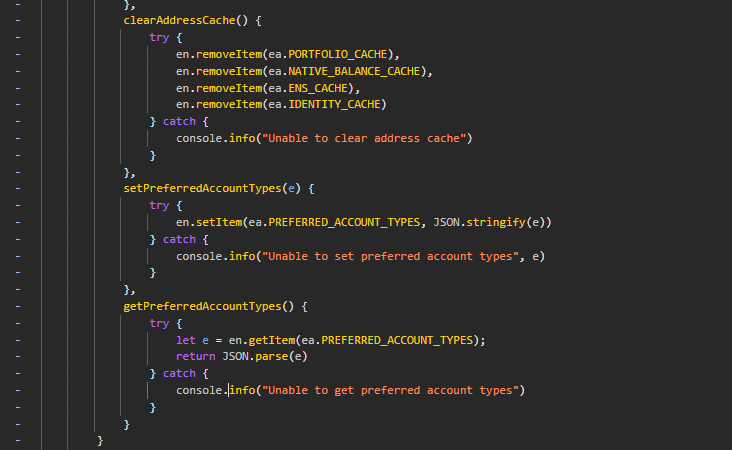 },
clearAddressCache() {
try {
en.removeItem(ea.PORTFOLIO_CACHE),
en.removeItem(ea.NATIVE_BALANCE_CACHE),
en.removeItem(ea.ENS_CACHE),
en.removeItem(ea.IDENTITY_CACHE)
} catch {
console.info("Unable to clear address cache")
}
},
setPreferredAccountTypes(e) {
try {
en.setItem(ea.PREFERRED_ACCOUNT_TYPES, JSON.stringify(e))
} catch {
console.info("Unable to set preferred account types", e)
}
},
getPreferredAccountTypes() {
try {
let e = en.getItem(ea.PREFERRED_ACCOUNT_TYPES);
return JSON.parse(e)
} catch {
console.info("Unable to get preferred account types")
}
}
}